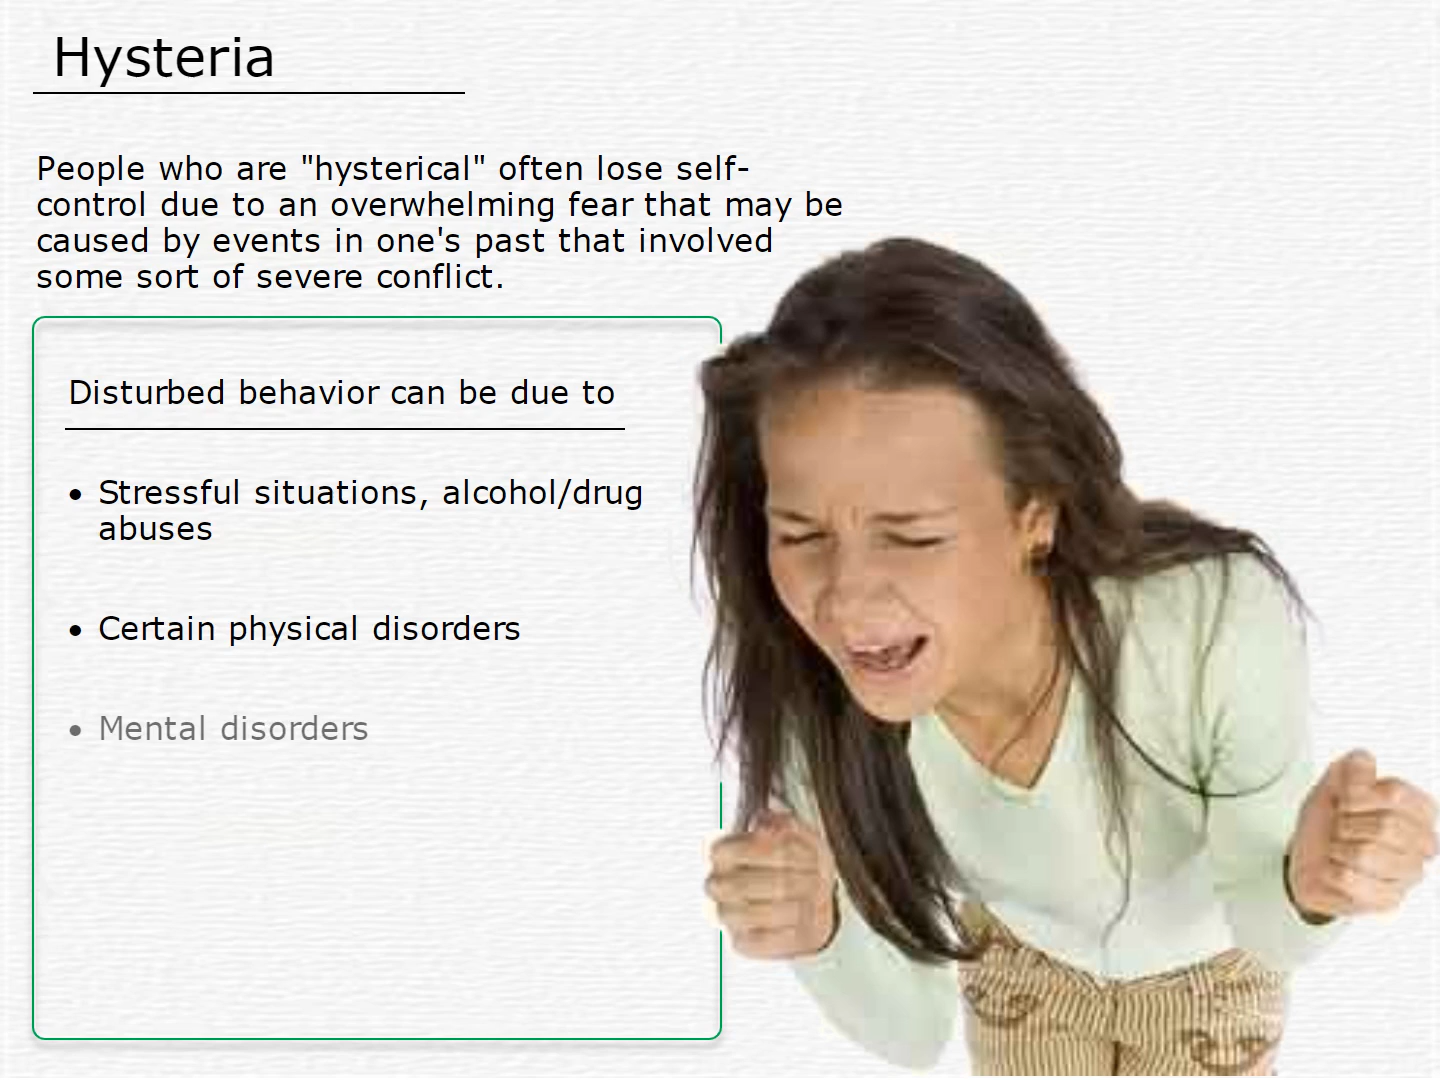 Hysteria
People who are "hysterical" often lose self-
control due to an overwhelming fear that may be
caused by events in one's past that involved
some sort of severe conflict.
Disturbed behavior can be due to
• Stressful situations, alcohol/drug
abuses
• Certain physical disorders
• Mental disorders